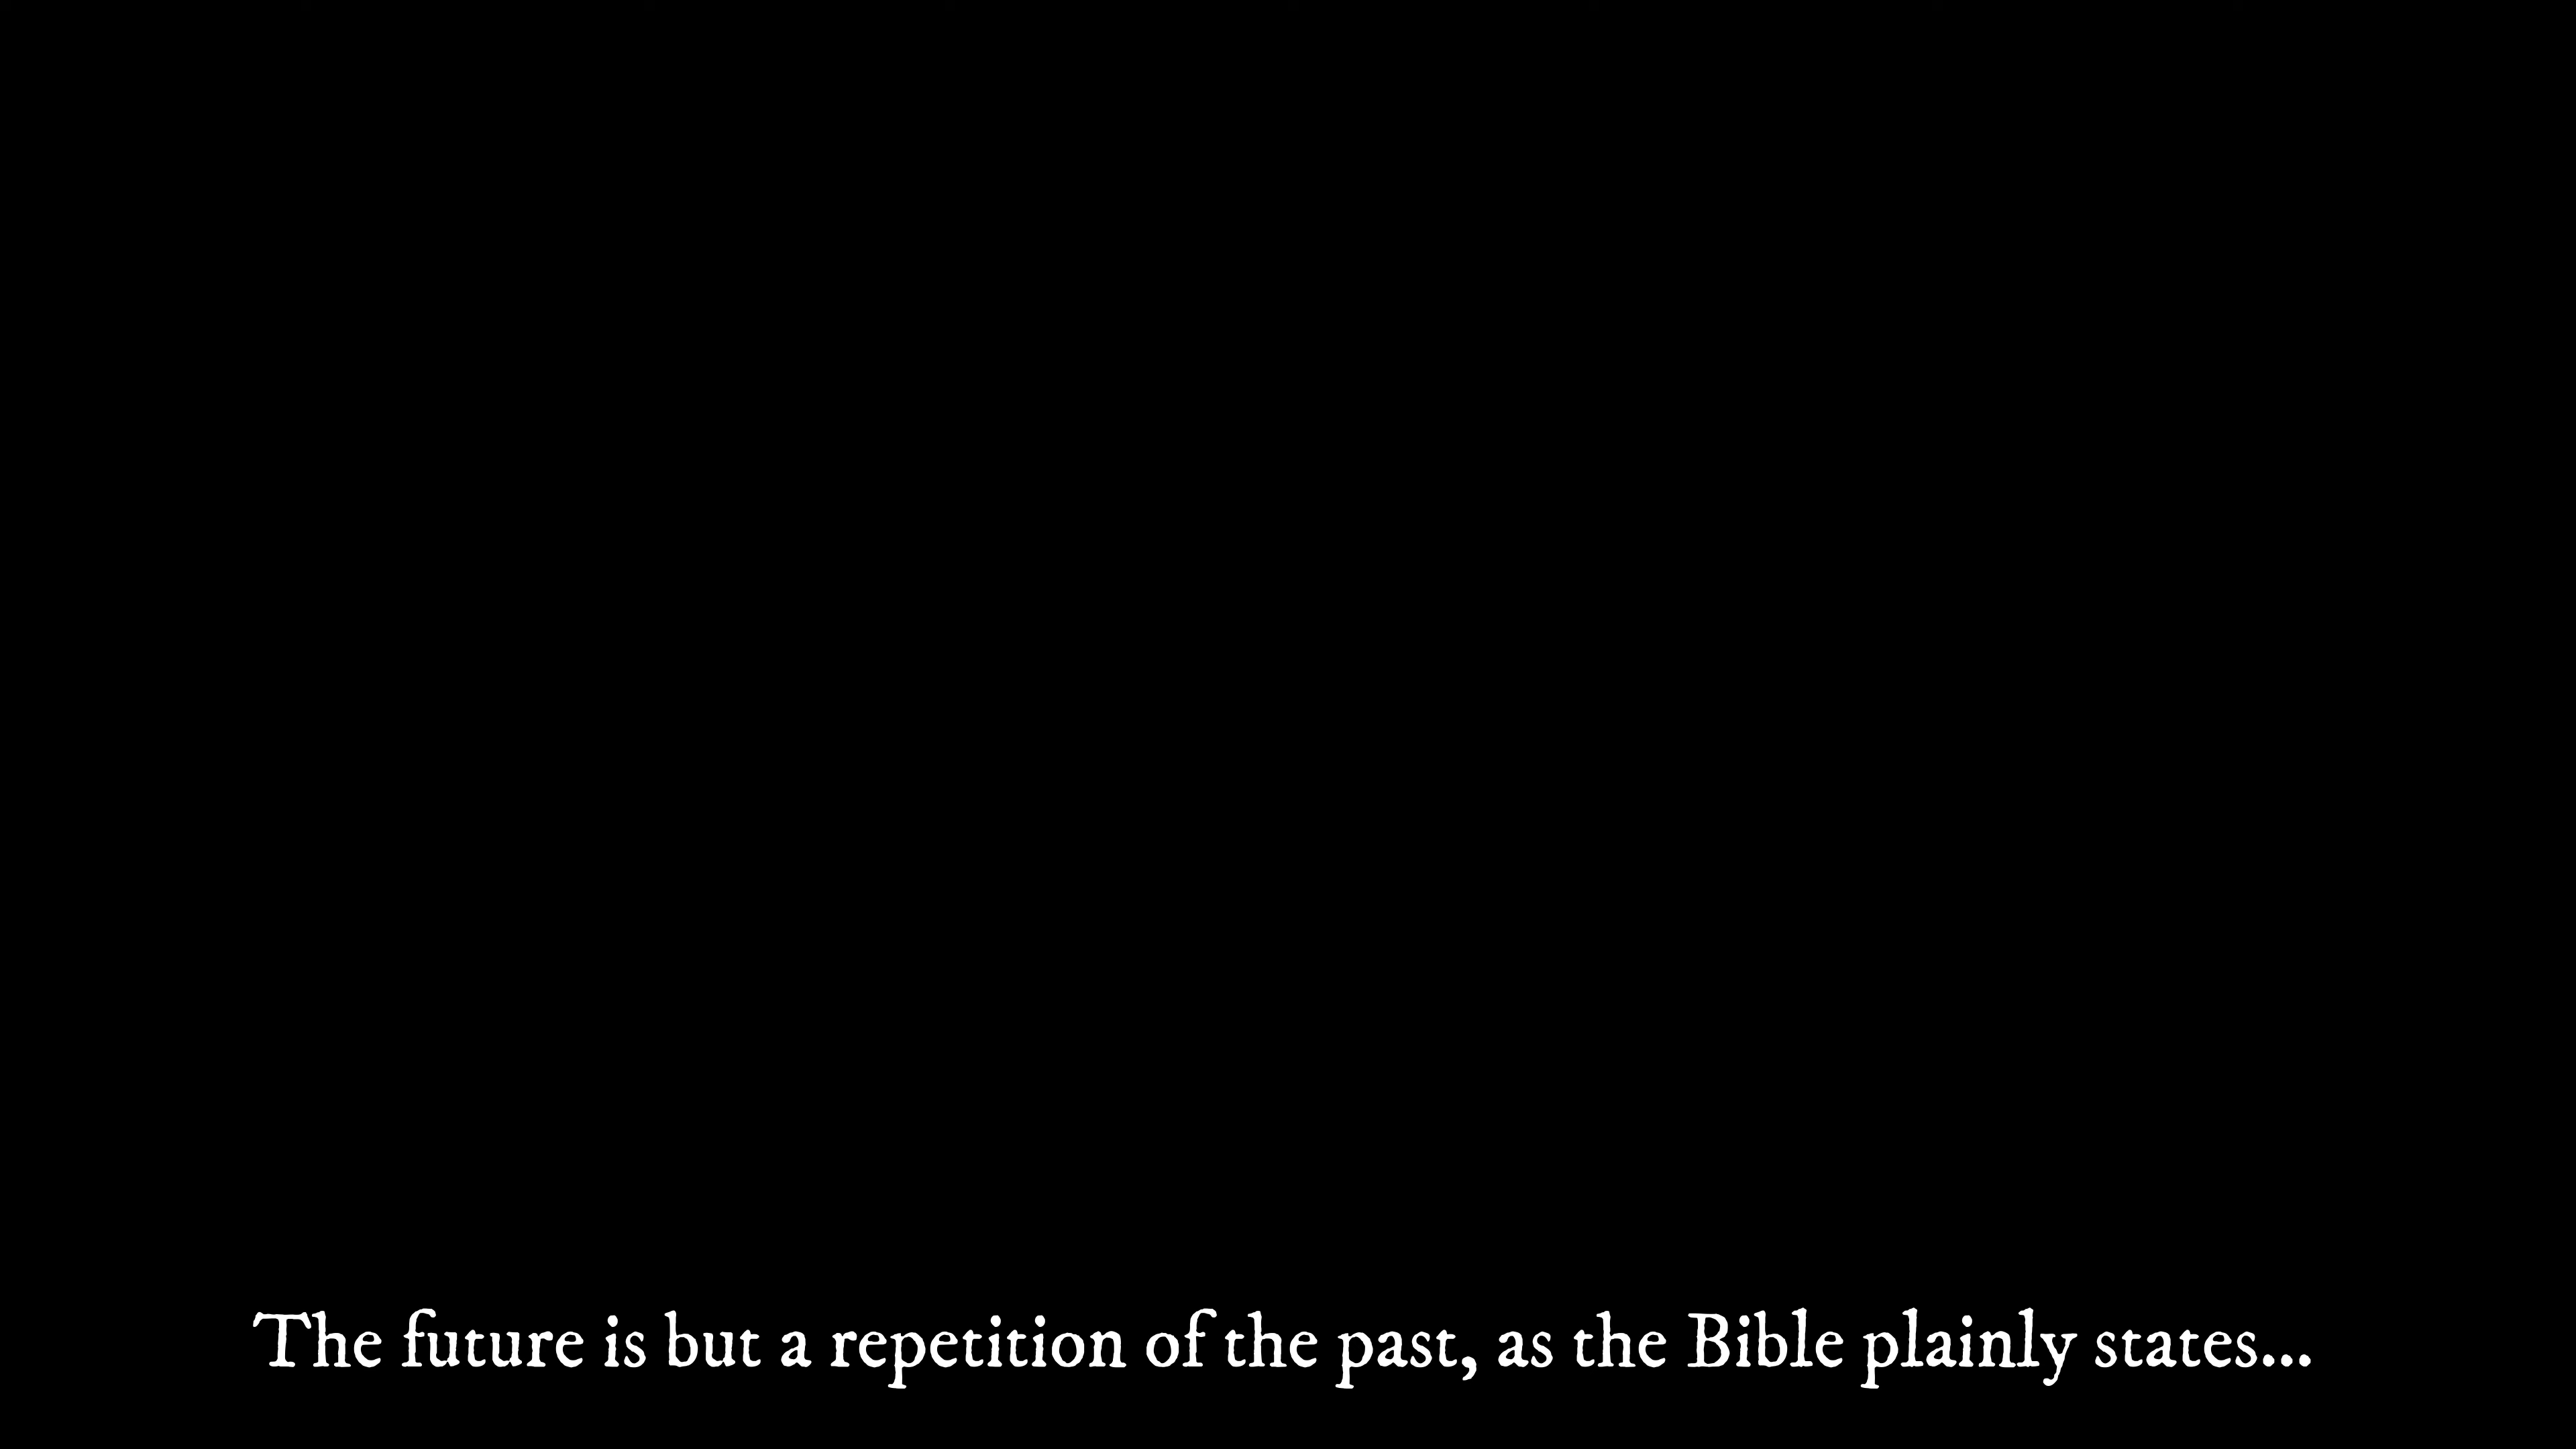 The future is but a repetition of the past, as the Bible plainly states...